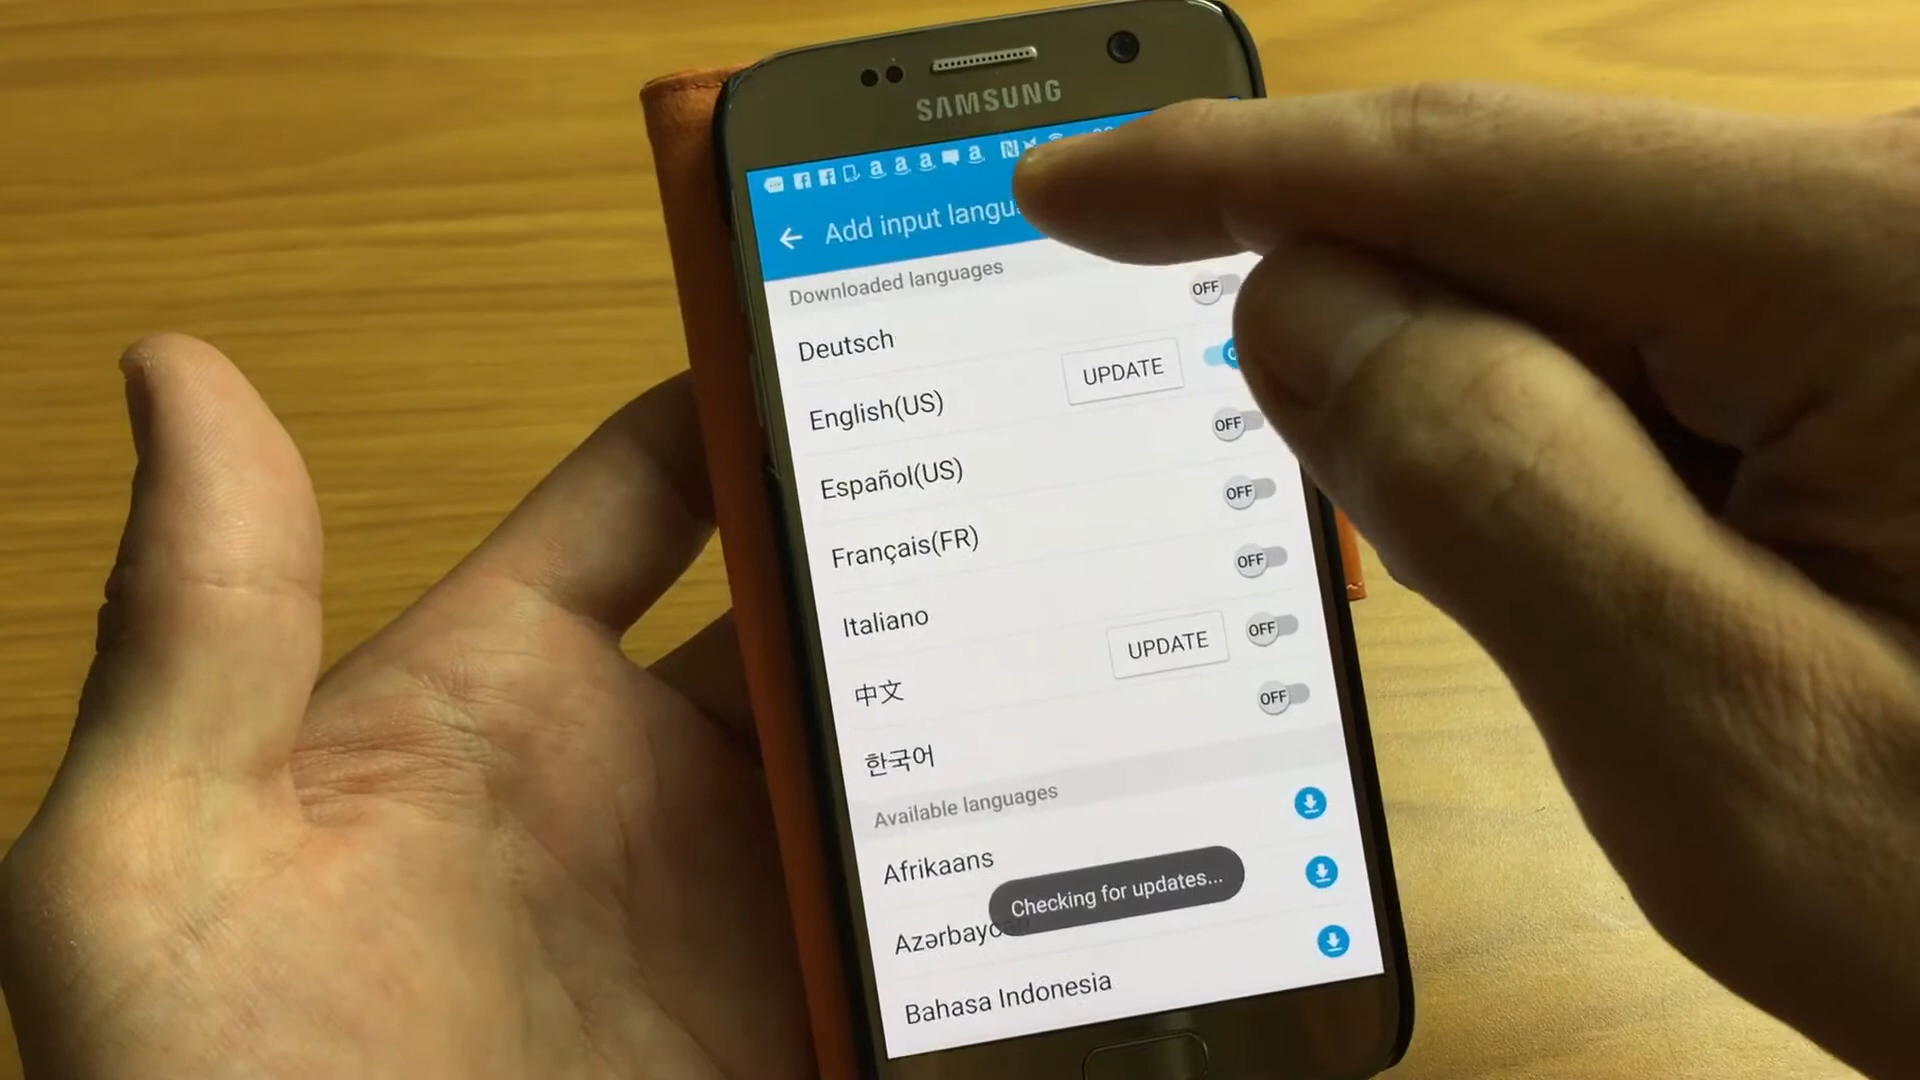 SAMSUNG
Add input langu
Downloaded languages
Deutsch
OFF
English(US)
UPDATE
Español(US)
OFF
Français(FR)
OFF
Italiano
OFF
中文
UPDATE
OFF
한국어
OFF
Available languages
Afrikaans
Checking for updates...
Azərbayc
Bahasa Indonesia